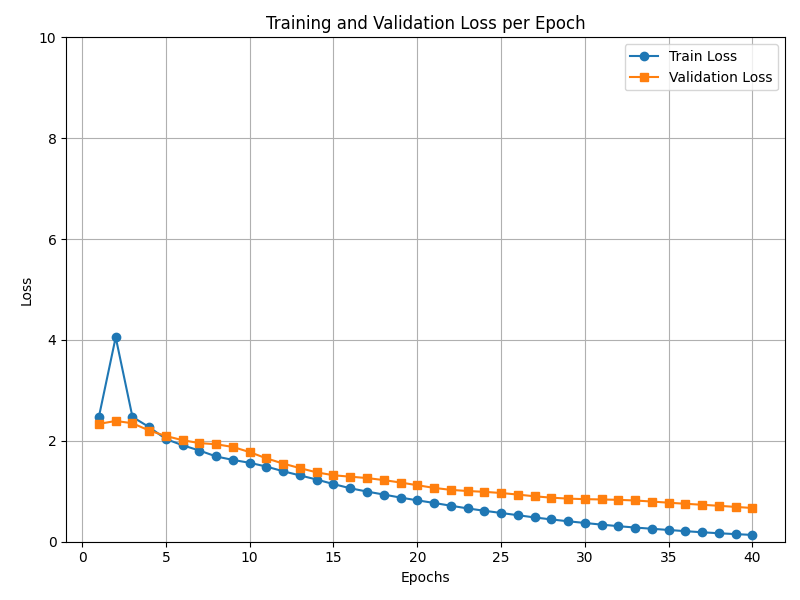 Training and Validation Loss per Epoch
Train Loss
Validation Loss
10
8
6
4
2
0
Loss
0 5 10 15 20 25 30 35 40
Epochs